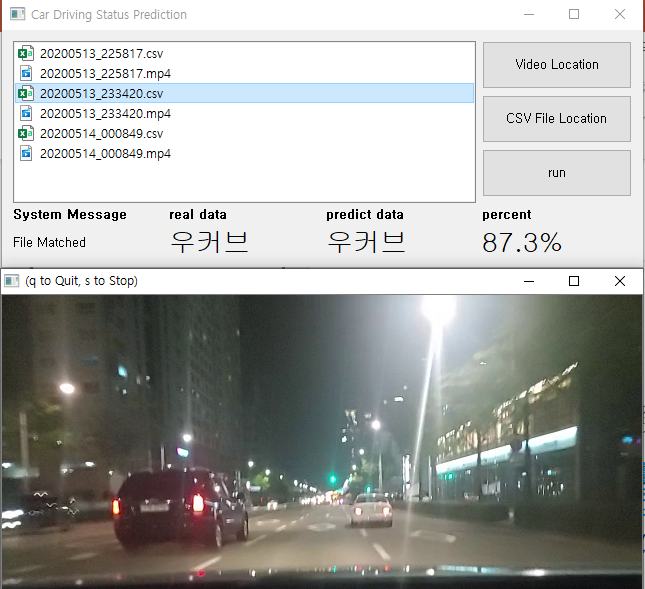 Car Driving Status Prediction
20200513_225817.csv
20200513_225817.mp4
20200513_233420.csv
20200513_233420.mp4
20200514_000849.csv
20200514_000849.mp4
Video Location
CSV File Location
run
System Message
real data
predict data
percent
File Matched
우커브
우커브
87.3%
(q to Quit, s to Stop)